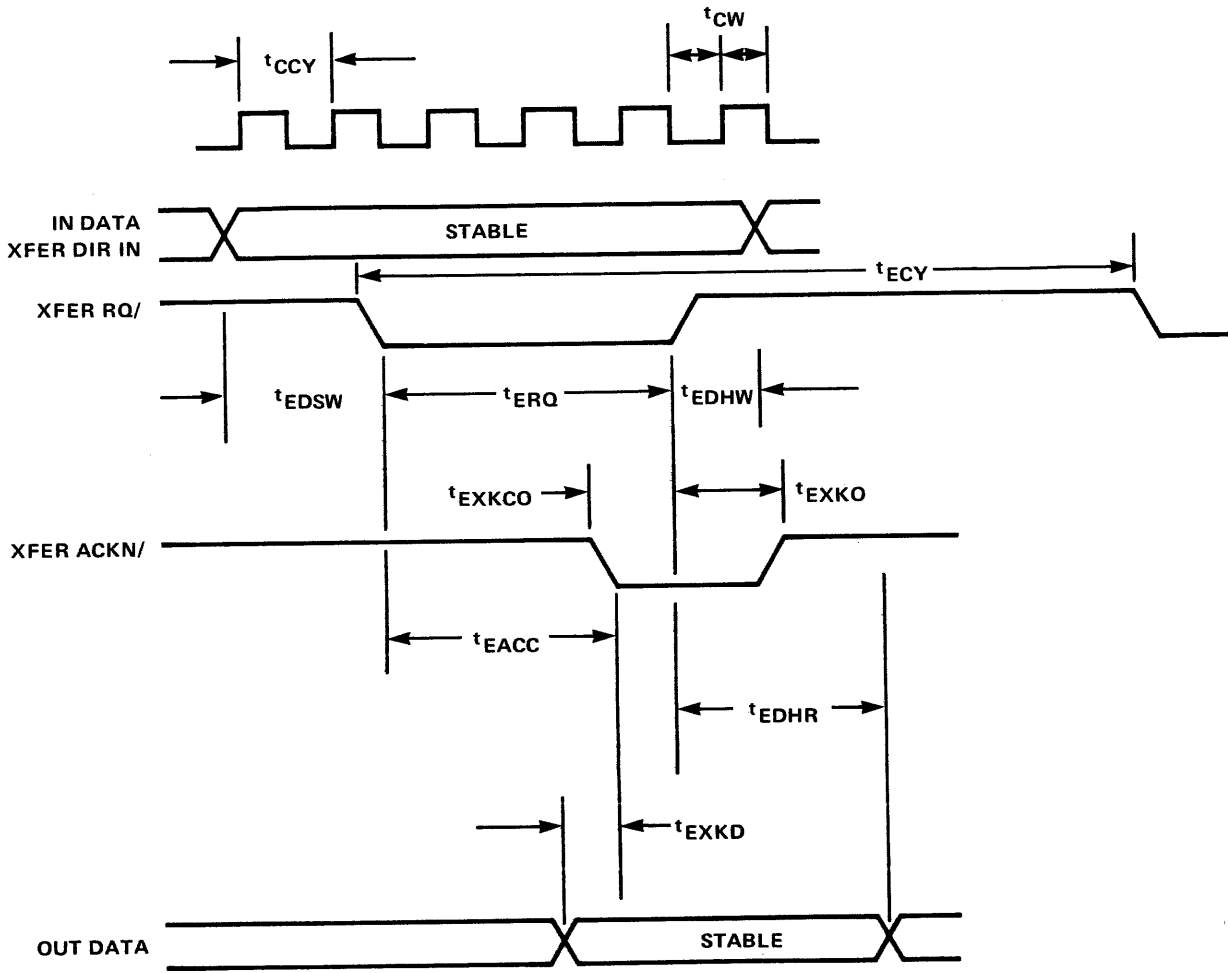 tCW
tCCY
IN DATA
XFER DIR IN
STABLE
tECY
XFER RQ/
tEDSW
tERQ
tEDHW
tEXKCO
tEXKO
XFER ACKN/
tEACC
tEDHR
tEXKD
OUT DATA
STABLE